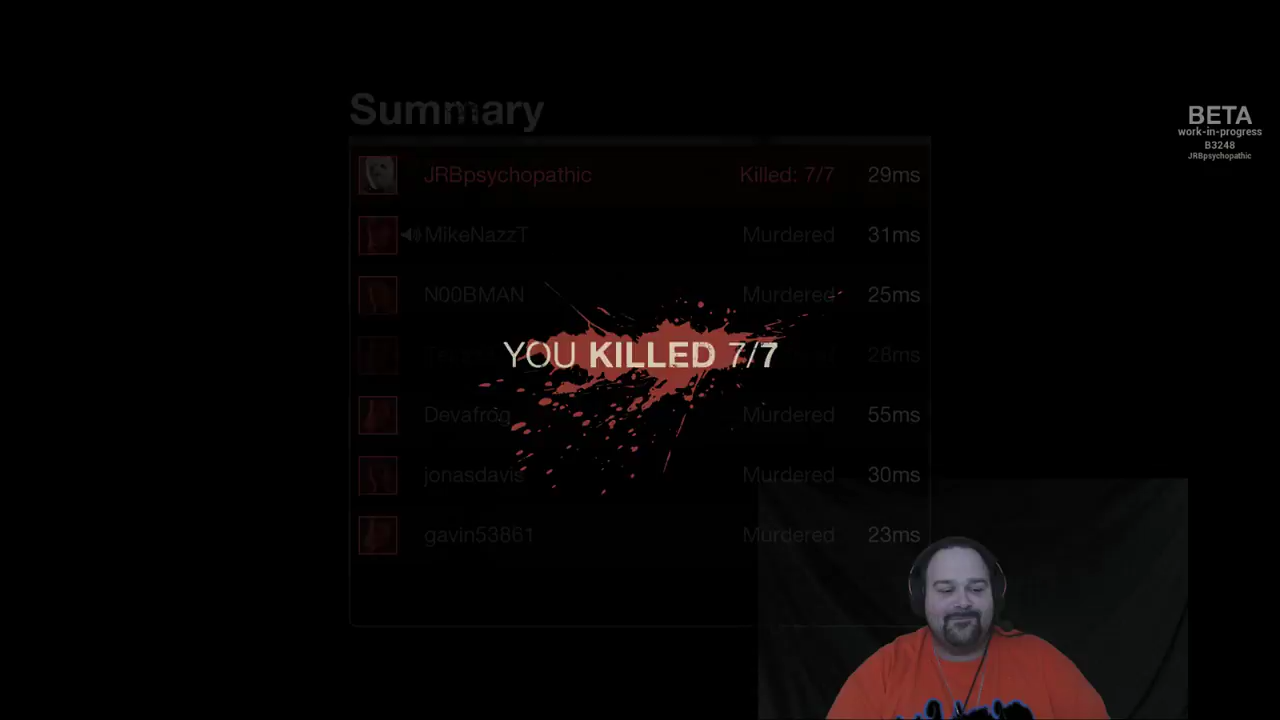 Summary
BETA
work-in-progress
B3248
JRBpsychopathic
JRBpsychopathic Killed: 7/7 29ms
MikeNazzT Murdered 31ms
N00BMAN Murdered 25ms
YOU KILLED 7/7
28ms
Devafrog Murdered 55ms
jonasdavis Murdered 30ms
gavin53861 Murdered 23ms